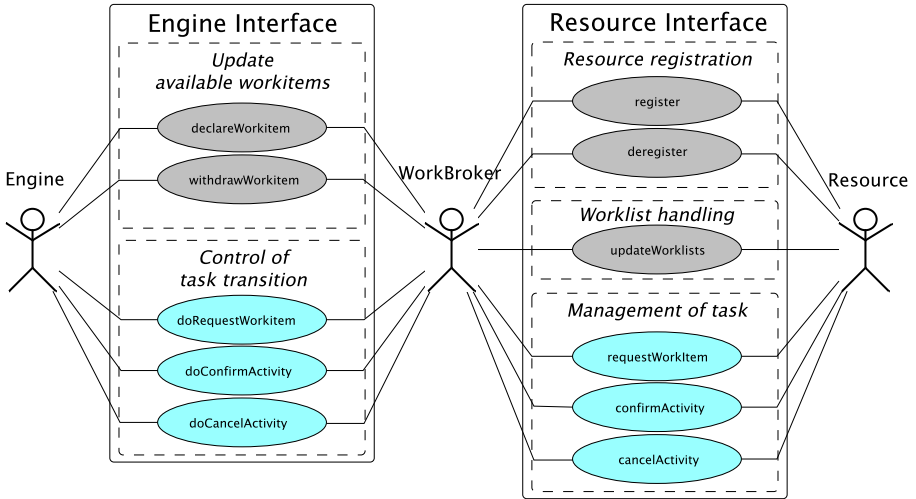 Engine Interface
Update
available workitems
declareWorkitem
withdrawWorkitem
Control of
task transition
doRequestWorkitem
doConfirmActivity
doCancelActivity
Engine
WorkBroker
Resource Interface
Resource registration
register
deregister
Worklist handling
updateWorklists
Management of task
requestWorkItem
confirmActivity
cancelActivity
Resource